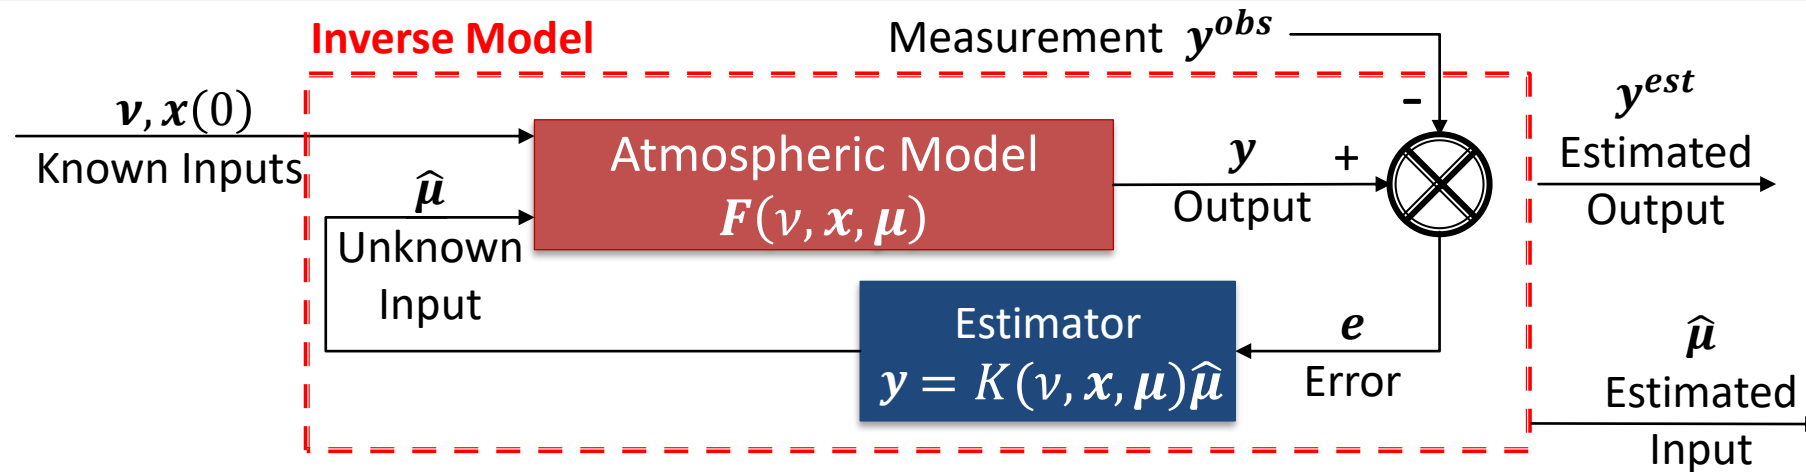 Inverse Model
Measurement y^obs
ν, x(0)
Known Inputs
Atmospheric Model
F(ν, x, μ)
μ̂
Unknown
Input
y
Output
+
-
y^est
Estimated
Output
Estimator
y = K(ν, x, μ)μ̂
e
Error
μ̂
Estimated
Input